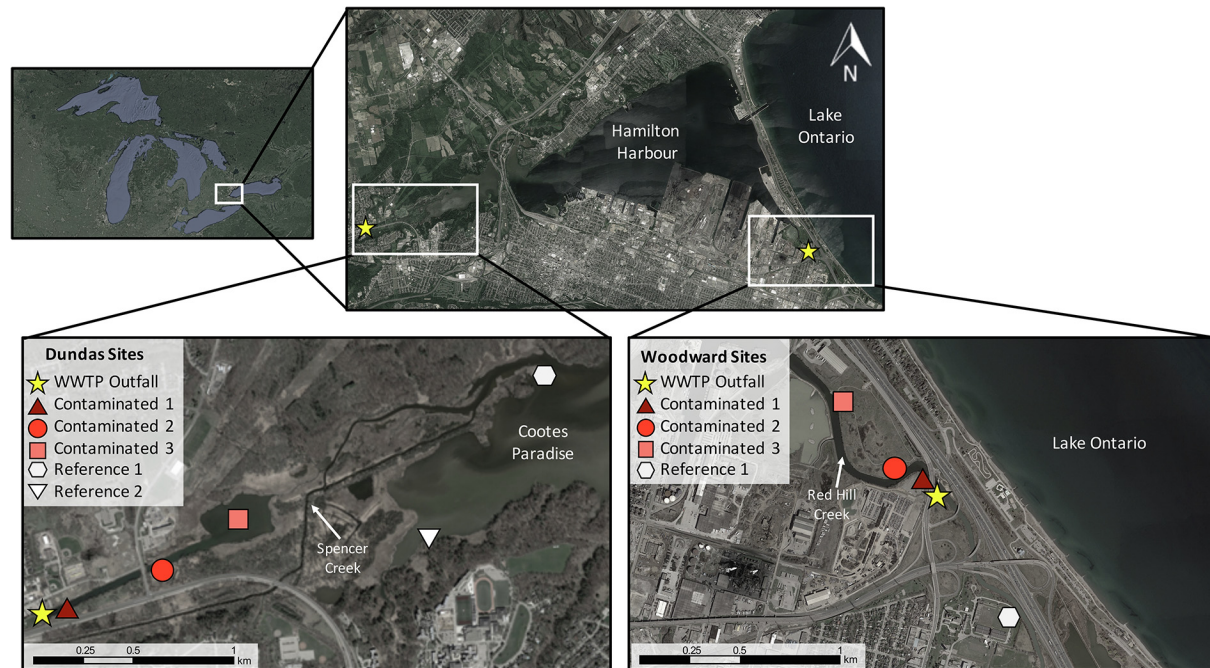 N
Lake
Ontario
Hamilton
Harbour
Dundas Sites
WWTP Outfall
Contaminated 1
Contaminated 2
Contaminated 3
Reference 1
Reference 2
Cootes
Paradise
Spencer
Creek
0.25 0.5 1
km
Woodward Sites
WWTP Outfall
Contaminated 1
Contaminated 2
Contaminated 3
Reference 1
Lake Ontario
Red Hill
Creek
0.25 0.5 1
km